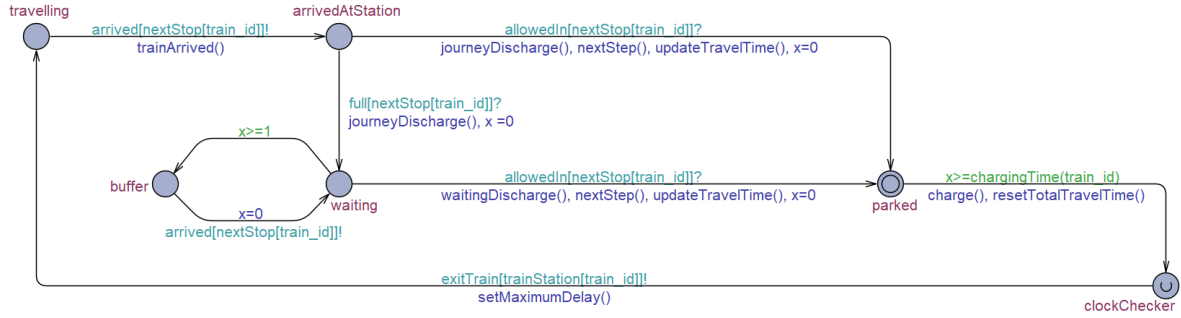 travelling
arrived[nextStop[train_id]]!
trainArrived()
arrivedAtStation
allowedIn[nextStop[train_id]]?
journeyDischarge(), nextStep(), updateTravelTime(), x=0
full[nextStop[train_id]]?
journeyDischarge(), x =0
x>=1
buffer
x=0
arrived[nextStop[train_id]]!
waiting
allowedIn[nextStop[train_id]]?
waitingDischarge(), nextStep(), updateTravelTime(), x=0
parked
x>=chargingTime(train_id)
charge(), resetTotalTravelTime()
exitTrain[trainStation[train_id]]!
setMaximumDelay()
clockChecker